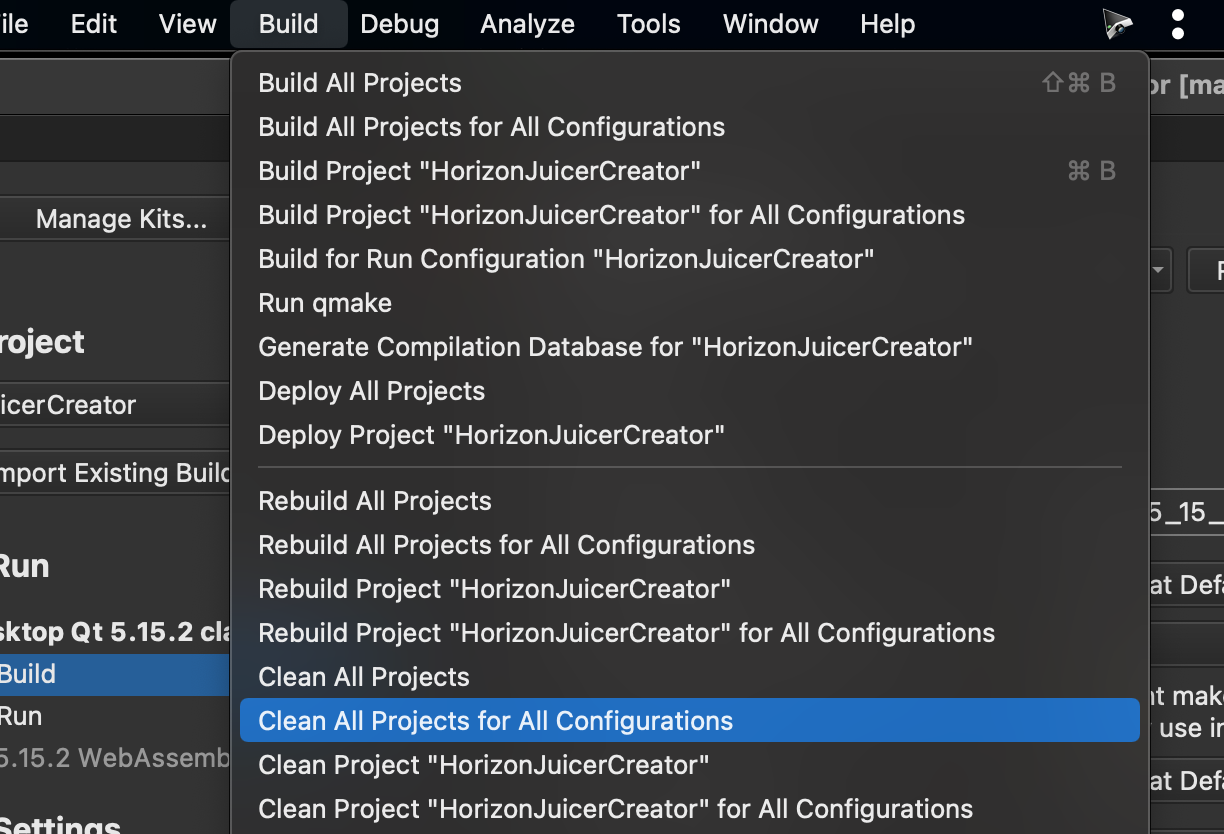 ile Edit View Build Debug Analyze Tools Window Help
or [ma
Manage Kits...
roject
icerCreator
mport Existing Build
Run
sktop Qt 5.15.2 cla
Build
Run
5.15.2 WebAssemb
Settings
Build All Projects ⇧⌘ B
Build All Projects for All Configurations
Build Project "HorizonJuicerCreator" ⌘ B
Build Project "HorizonJuicerCreator" for All Configurations
Build for Run Configuration "HorizonJuicerCreator"
Run qmake
Generate Compilation Database for "HorizonJuicerCreator"
Deploy All Projects
Deploy Project "HorizonJuicerCreator"
Rebuild All Projects
Rebuild All Projects for All Configurations
Rebuild Project "HorizonJuicerCreator"
Rebuild Project "HorizonJuicerCreator" for All Configurations
Clean All Projects
Clean All Projects for All Configurations
Clean Project "HorizonJuicerCreator"
Clean Project "HorizonJuicerCreator" for All Configurations
5_15_
at Defa
nt make
use in
at Defa